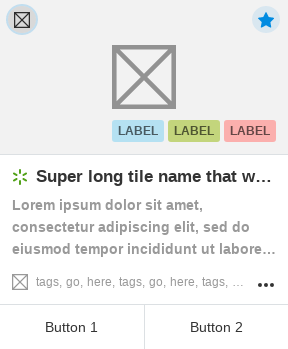 LABEL LABEL LABEL
Super long tile name that w...
Lorem ipsum dolor sit amet,
consectetur adipiscing elit, sed do
eiusmod tempor incididunt ut labore...
tags, go, here, tags, go, here, tags, ...
Button 1 Button 2